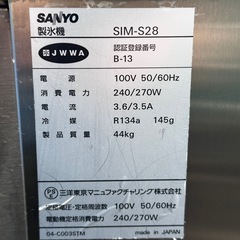 SANYO
製氷機 SIM-S28
JWWA 認証登録番号
B-13
電源 100V 50/60Hz
消費電力 240/270W
電流 3.6/3.5A
冷媒 R134a 145g
製品質量 44kg
PSE
三洋東京マニュファクチャリング株式会社
定格電圧・定格周波数 100V 50/60Hz
電動機定格消費電力 240/270W
04-C003STM MADE IN JAPAN